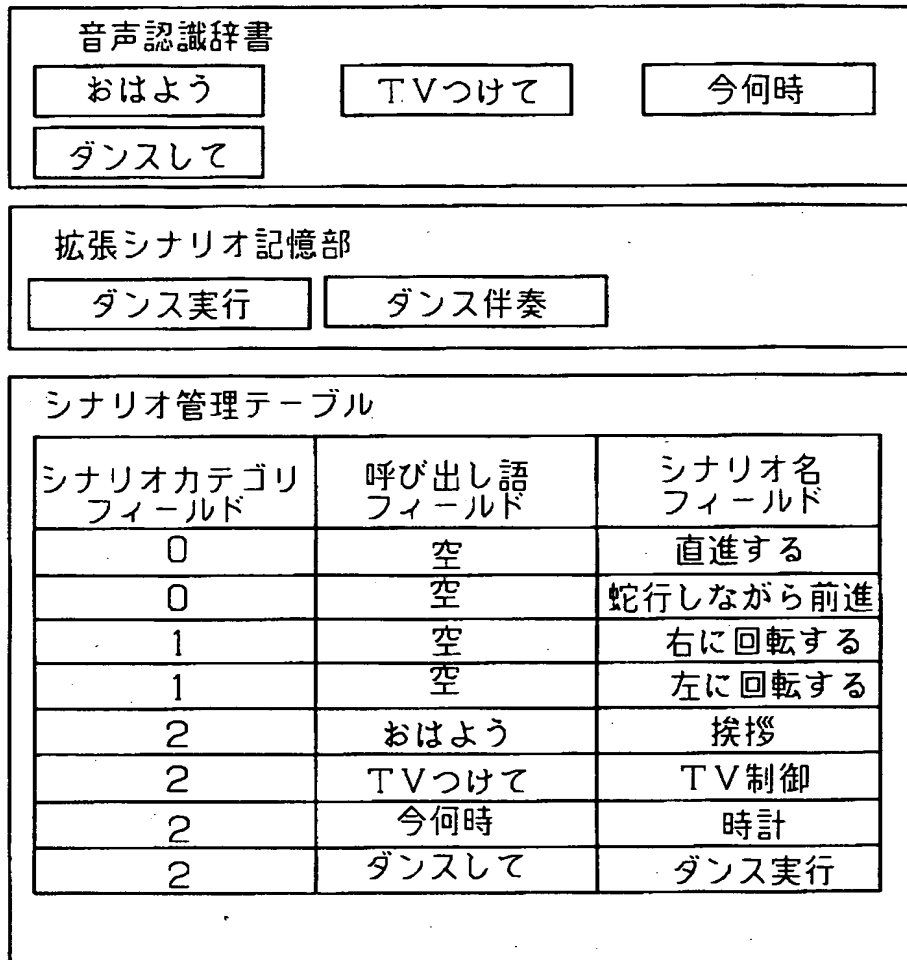 音声認識辞書
おはよう TVつけて 今何時
ダンスして
拡張シナリオ記憶部
ダンス実行 ダンス伴奏
シナリオ管理テーブル
シナリオカテゴリ
フィールド
呼び出し語
フィールド
シナリオ名
フィールド
0 空 直進する
0 空 蛇行しながら前進
1 空 右に回転する
1 空 左に回転する
2 おはよう 挨拶
2 TVつけて TV制御
2 今何時 時計
2 ダンスして ダンス実行